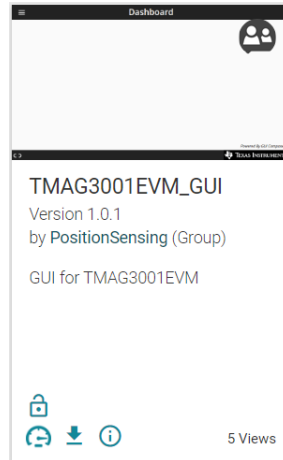 Dashboard
Powered By GUI Composer
TEXAS INSTRUMENTS
TMAG3001EVM_GUI
Version 1.0.1
by PositionSensing (Group)
GUI for TMAG3001EVM
5 Views